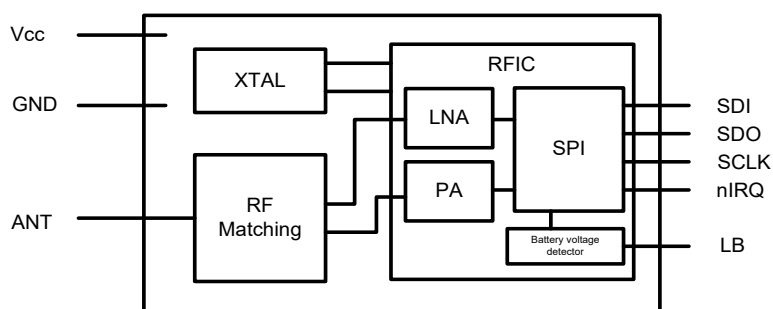 Vcc
GND
ANT
XTAL
RF
Matching
RFIC
LNA
PA
SPI
Battery voltage
detector
SDI
SDO
SCLK
nIRQ
LB